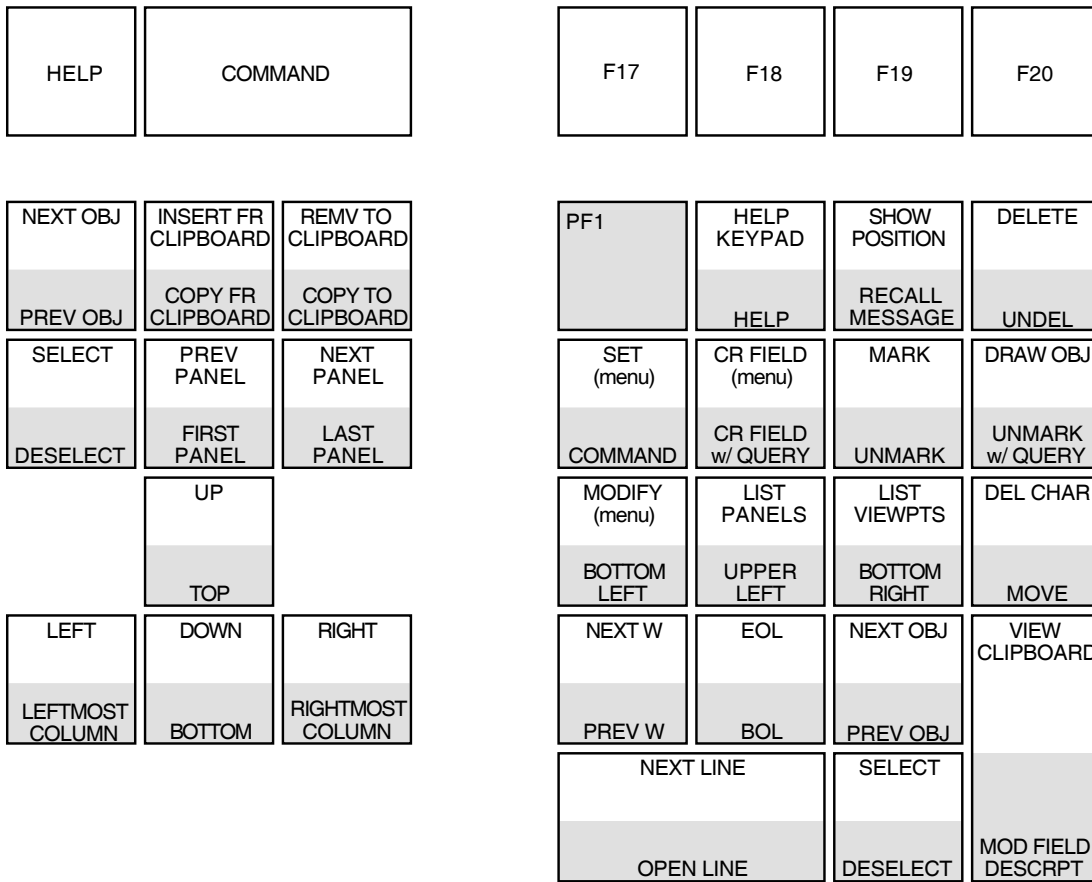 HELP
COMMAND
F17
F18
F19
F20
NEXT OBJ
PREV OBJ
INSERT FR
CLIPBOARD
COPY FR
CLIPBOARD
REMV TO
CLIPBOARD
COPY TO
CLIPBOARD
PF1
HELP
KEYPAD
HELP
SHOW
POSITION
RECALL
MESSAGE
DELETE
UNDEL
SELECT
DESELECT
PREV
PANEL
FIRST
PANEL
NEXT
PANEL
LAST
PANEL
SET
(menu)
COMMAND
CR FIELD
(menu)
CR FIELD
w/ QUERY
MARK
UNMARK
DRAW OBJ
UNMARK
w/ QUERY
UP
TOP
MODIFY
(menu)
BOTTOM
LEFT
LIST
PANELS
UPPER
LEFT
LIST
VIEWPTS
BOTTOM
RIGHT
DEL CHAR
MOVE
LEFT
LEFTMOST
COLUMN
DOWN
BOTTOM
RIGHT
RIGHTMOST
COLUMN
NEXT W
PREV W
EOL
BOL
NEXT OBJ
PREV OBJ
VIEW
CLIPBOARD
MOD FIELD
DESCRPT
NEXT LINE
OPEN LINE
SELECT
DESELECT